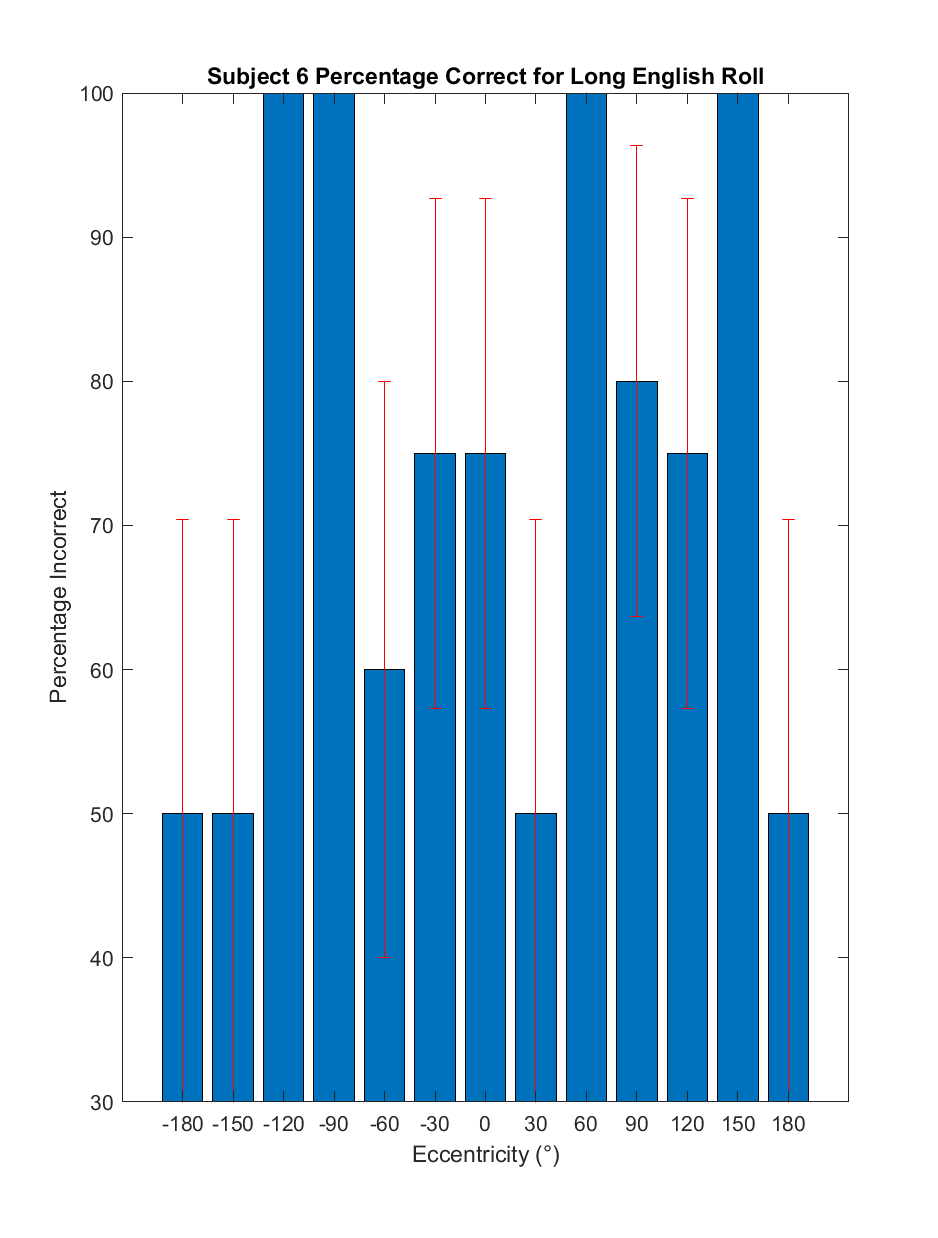 Subject 6 Percentage Correct for Long English Roll
100
90
80
70
60
50
40
30
Percentage Incorrect
-180 -150 -120 -90 -60 -30 0 30 60 90 120 150 180
Eccentricity (°)